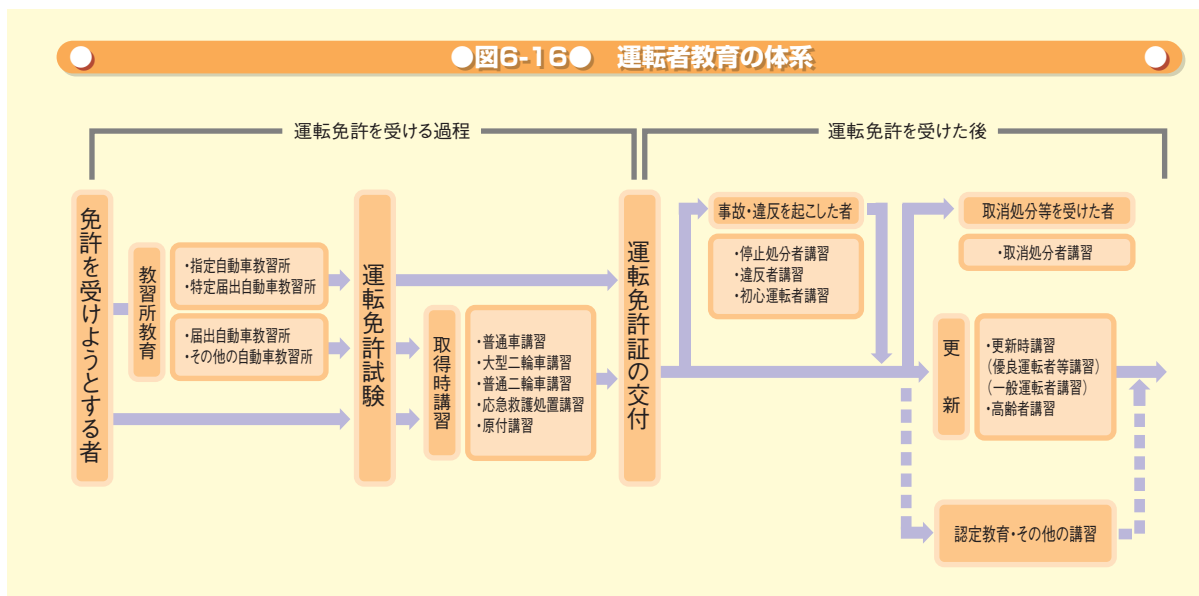 ●図6-16● 運転者教育の体系
運転免許を受ける過程
運転免許を受けた後
免許を受けようとする者
教習所教育
・指定自動車教習所
・特定届出自動車教習所
・届出自動車教習所
・その他の自動車教習所
運転免許試験
取得時講習
・普通車講習
・大型二輪車講習
・普通二輪車講習
・応急救護処置講習
・原付講習
運転免許証の交付
事故・違反を起こした者
・停止処分者講習
・違反者講習
・初心運転者講習
取消処分等を受けた者
・取消処分者講習
更新
・更新時講習
(優良運転者等講習)
(一般運転者講習)
・高齢者講習
認定教育・その他の講習